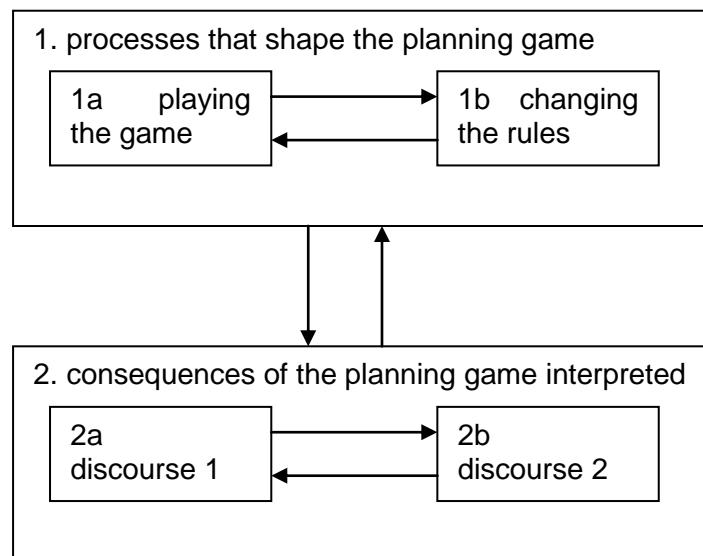 1. processes that shape the planning game
1a playing
the game
1b changing
the rules
2. consequences of the planning game interpreted
2a
discourse 1
2b
discourse 2